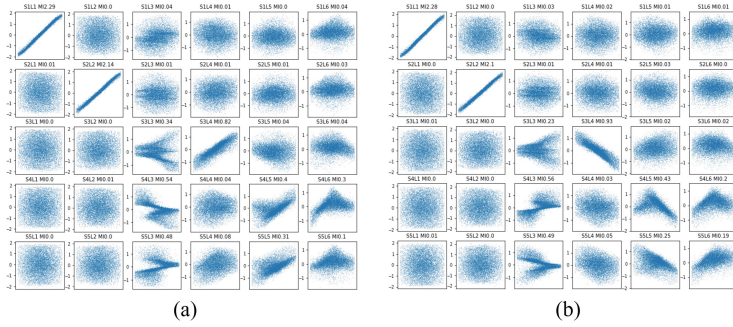 S1L1 MI2.29 S1L2 MI0.0 S1L3 MI0.04 S1L4 MI0.01 S1L5 MI0.0 S1L6 MI0.04
S2L1 MI0.01 S2L2 MI2.14 S2L3 MI0.01 S2L4 MI0.01 S2L5 MI0.01 S2L6 MI0.03
S3L1 MI0.0 S3L2 MI0.0 S3L3 MI0.34 S3L4 MI0.82 S3L5 MI0.04 S3L6 MI0.04
S4L1 MI0.0 S4L2 MI0.01 S4L3 MI0.54 S4L4 MI0.04 S4L5 MI0.4 S4L6 MI0.3
S5L1 MI0.0 S5L2 MI0.0 S5L3 MI0.48 S5L4 MI0.08 S5L5 MI0.31 S5L6 MI0.1
(a)
S1L1 MI2.28 S1L2 MI0.0 S1L3 MI0.03 S1L4 MI0.02 S1L5 MI0.01 S1L6 MI0.01
S2L1 MI0.0 S2L2 MI2.1 S2L3 MI0.01 S2L4 MI0.01 S2L5 MI0.0 S2L6 MI0.0
S3L1 MI0.01 S3L2 MI0.0 S3L3 MI0.23 S3L4 MI0.93 S3L5 MI0.02 S3L6 MI0.02
S4L1 MI0.0 S4L2 MI0.0 S4L3 MI0.56 S4L4 MI0.03 S4L5 MI0.43 S4L6 MI0.2
S5L1 MI0.01 S5L2 MI0.0 S5L3 MI0.49 S5L4 MI0.05 S5L5 MI0.25 S5L6 MI0.19
(b)